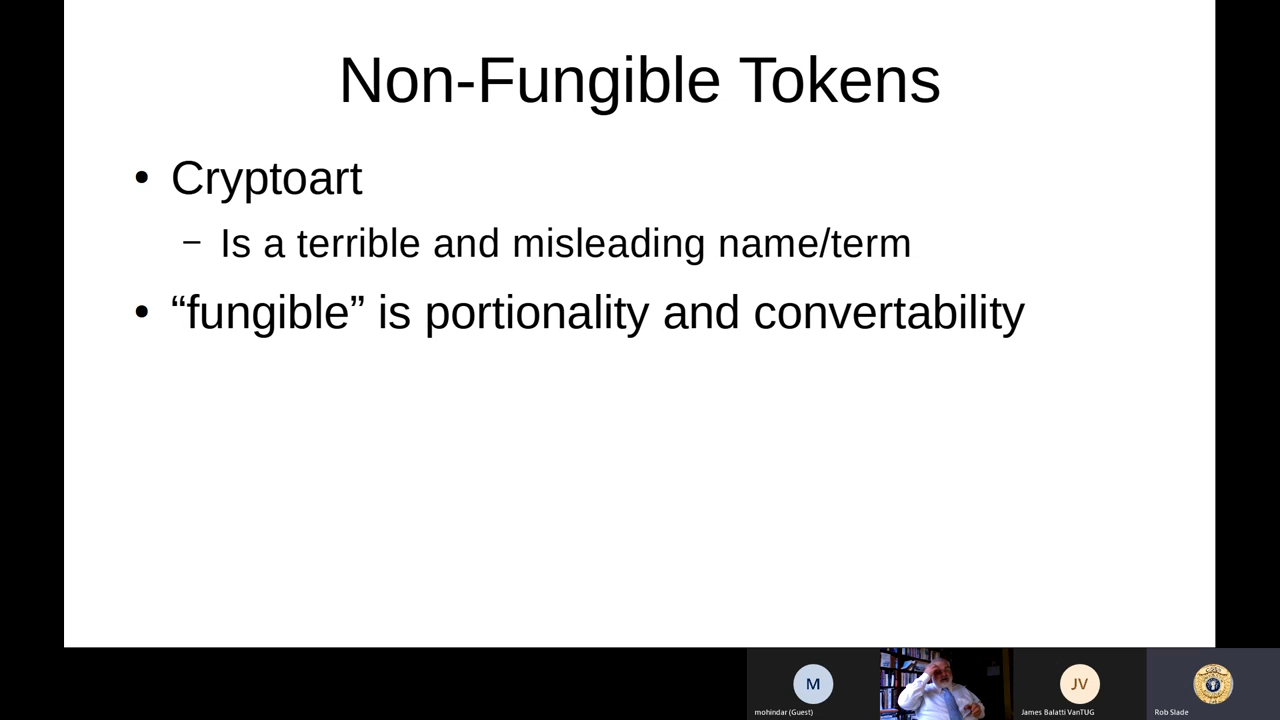 Non-Fungible Tokens
• Cryptoart
– Is a terrible and misleading name/term
• “fungible” is portionality and convertability
M
JV
mohindar (Guest)
James Balatti VanTUG
Rob Slade